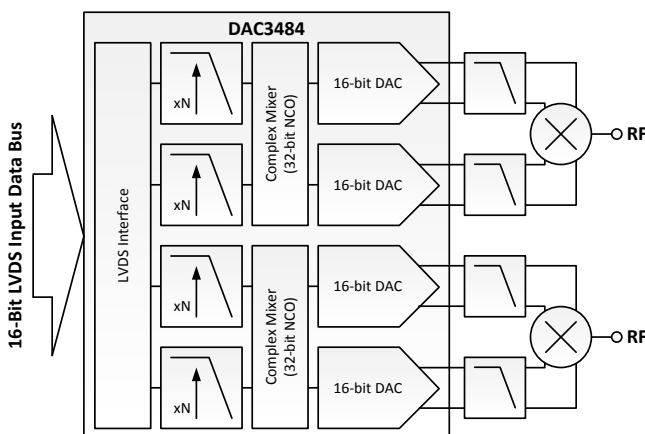 DAC3484
16-Bit LVDS Input Data Bus
LVDS Interface
xN
xN
xN
xN
Complex Mixer
(32-bit NCO)
Complex Mixer
(32-bit NCO)
16-bit DAC
16-bit DAC
16-bit DAC
16-bit DAC
RF
RF